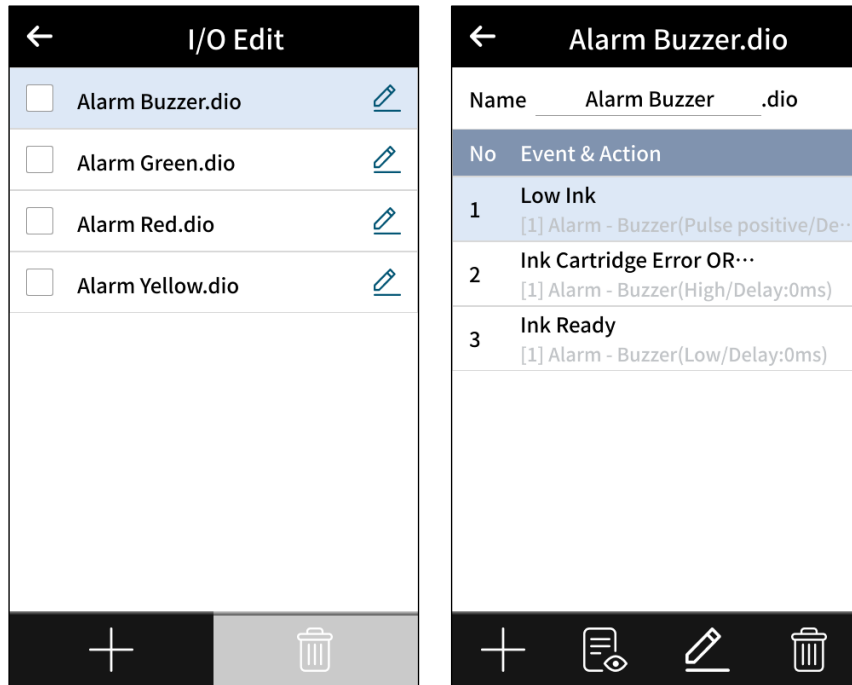 I/O Edit
Alarm Buzzer.dio
Alarm Green.dio
Alarm Red.dio
Alarm Yellow.dio
Alarm Buzzer.dio
Name Alarm Buzzer .dio
No Event & Action
1 Low Ink
[1] Alarm - Buzzer(Pulse positive/De···
2 Ink Cartridge Error OR···
[1] Alarm - Buzzer(High/Delay:0ms)
3 Ink Ready
[1] Alarm - Buzzer(Low/Delay:0ms)